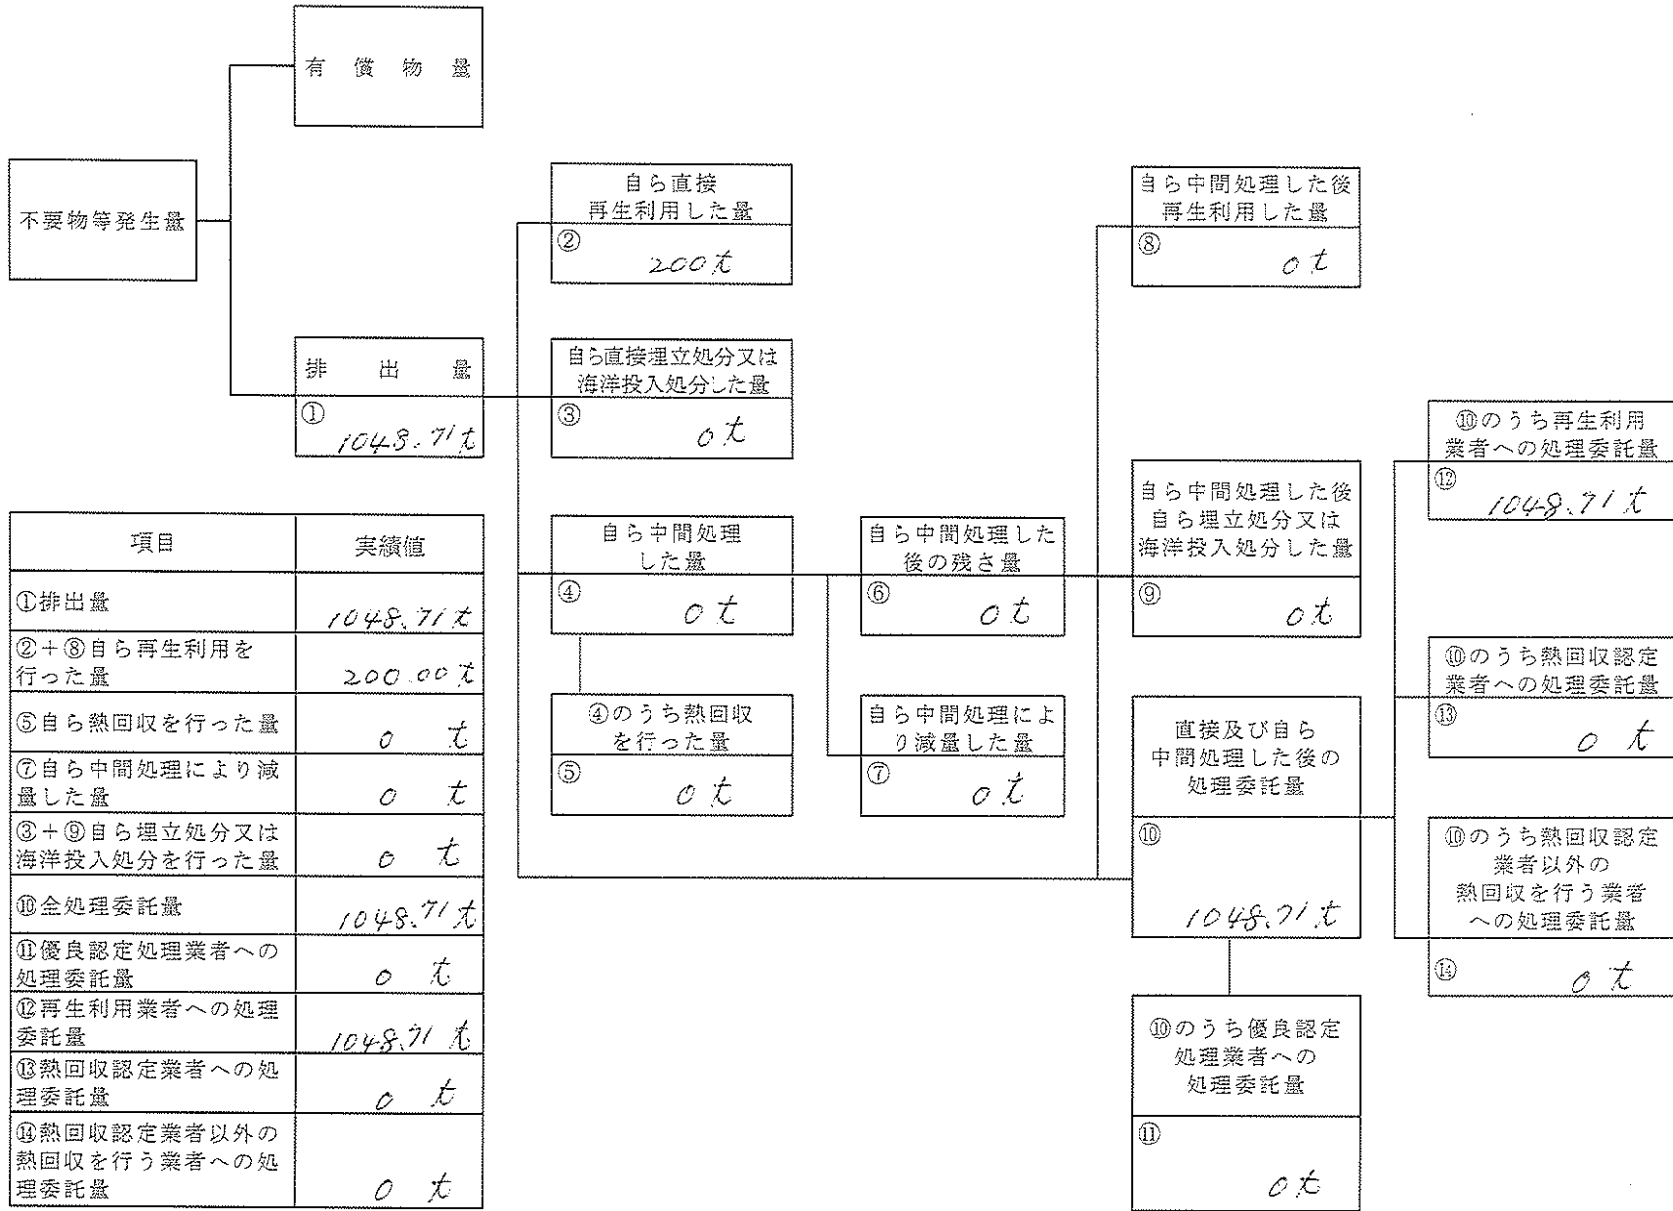 有償物量
不要物等発生量
排出量
①
1048.71t
自ら直接
再生利用した量
②
200t
自ら直接埋立処分又は
海洋投入処分した量
③
0t
自ら中間処理
した量
④
0t
④のうち熱回収
を行った量
⑤
0t
自ら中間処理した
後の残さ量
⑥
0t
自ら中間処理によ
り減量した量
⑦
0t
自ら中間処理した後
再生利用した量
⑧
0t
自ら中間処理した後
自ら埋立処分又は
海洋投入処分した量
⑨
0t
直接及び自ら
中間処理した後の
処理委託量
⑩
1048.71t
⑩のうち優良認定
処理業者への
処理委託量
⑪
0t
⑩のうち再生利用
業者への処理委託量
⑫
1048.71t
⑩のうち熱回収認定
業者への処理委託量
⑬
0t
⑩のうち熱回収認定
業者以外の
熱回収を行う業者
への処理委託量
⑭
0t
項目 実績値
①排出量 1048.71t
②+⑧自ら再生利用を
行った量 200.00t
⑤自ら熱回収を行った量 0 t
⑦自ら中間処理により減
量した量 0 t
③+⑨自ら埋立処分又は
海洋投入処分を行った量 0 t
⑩全処理委託量 1048.71t
⑪優良認定処理業者への
処理委託量 0 t
⑫再生利用業者への処理
委託量 1048.71t
⑬熱回収認定業者への処
理委託量 0 t
⑭熱回収認定業者以外の
熱回収を行う業者への処
理委託量 0 t